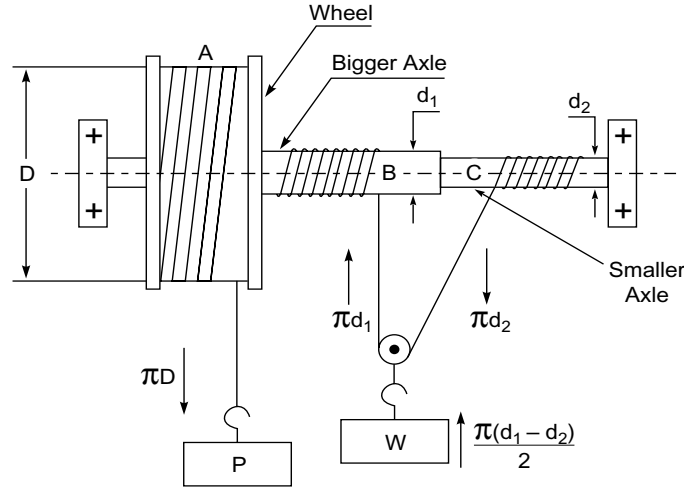 Wheel
A
Bigger Axle
d₁
d₂
D
B
C
Smaller
Axle
πd₁
πd₂
πD
P
W
π(d₁ – d₂)
2